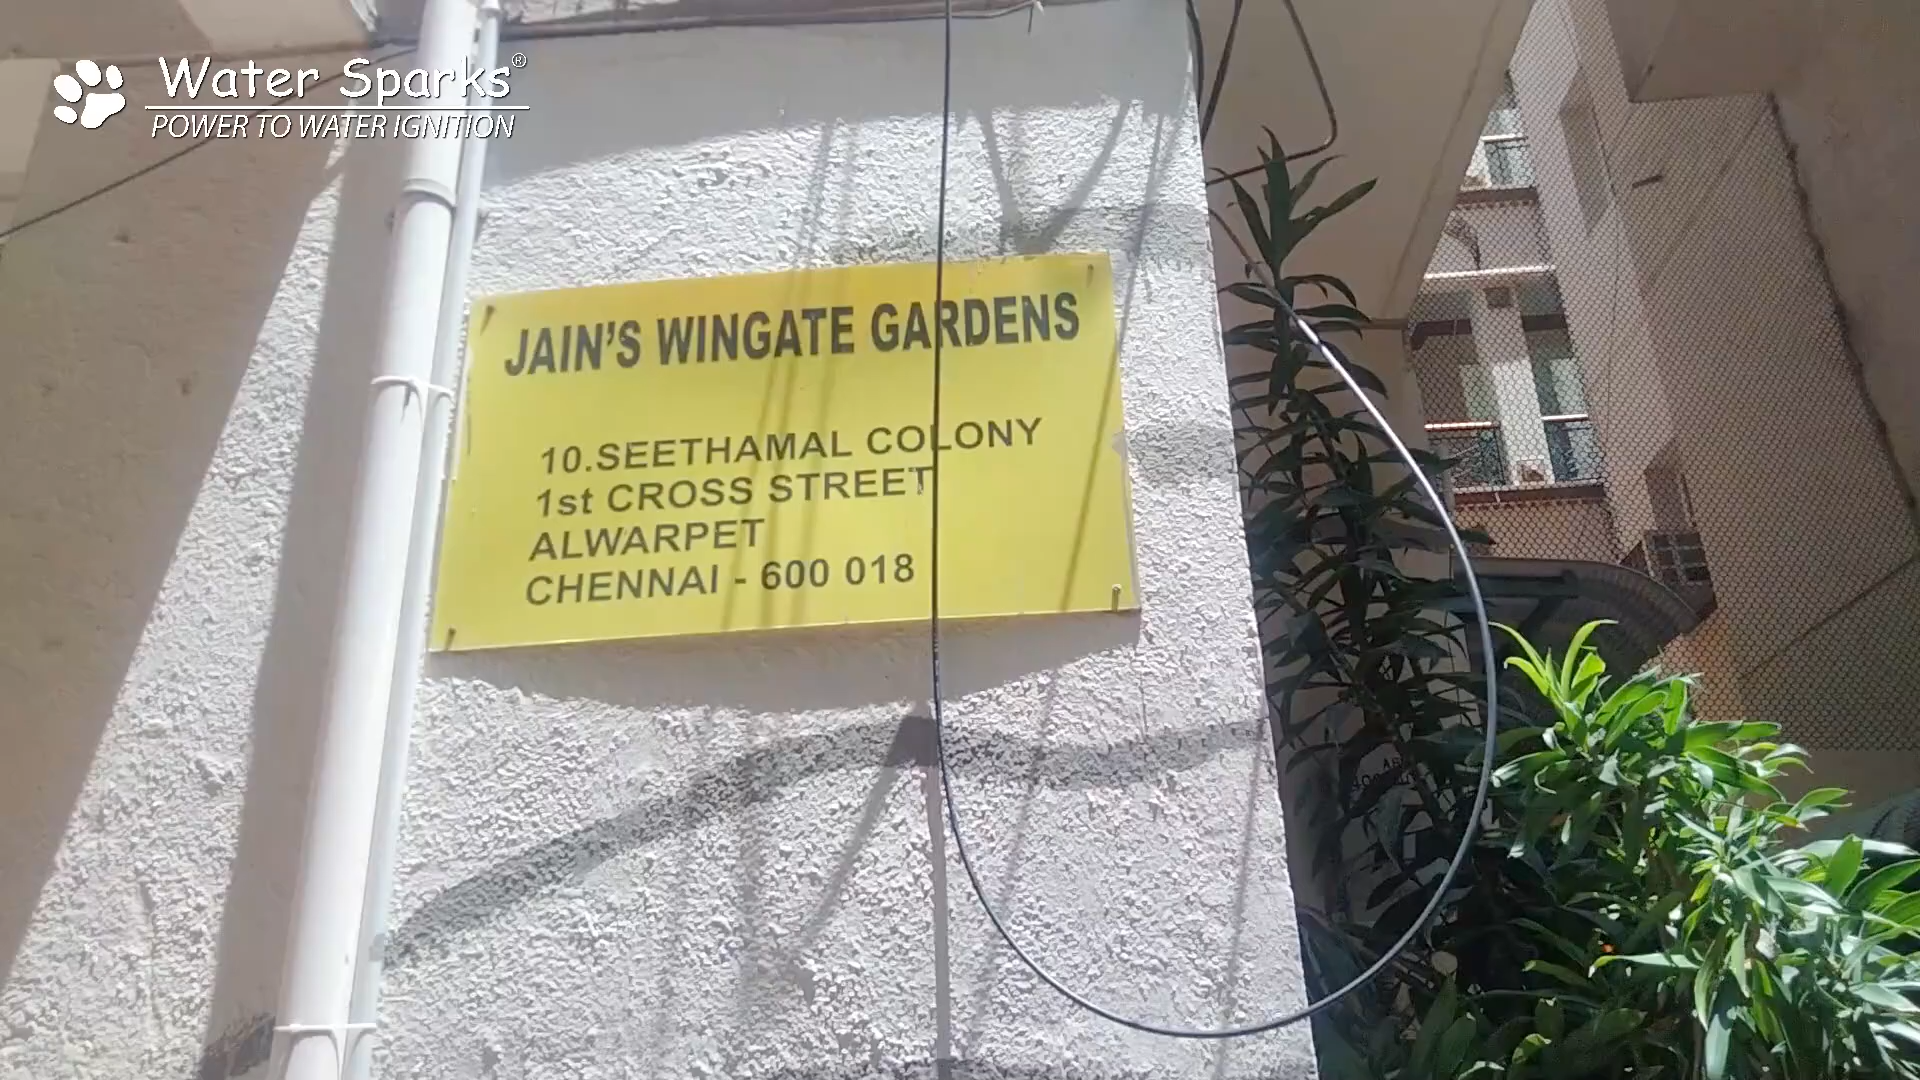 Water Sparks®
POWER TO WATER IGNITION
JAIN'S WINGATE GARDENS
10.SEETHAMAL COLONY
1st CROSS STREET
ALWARPET
CHENNAI - 600 018